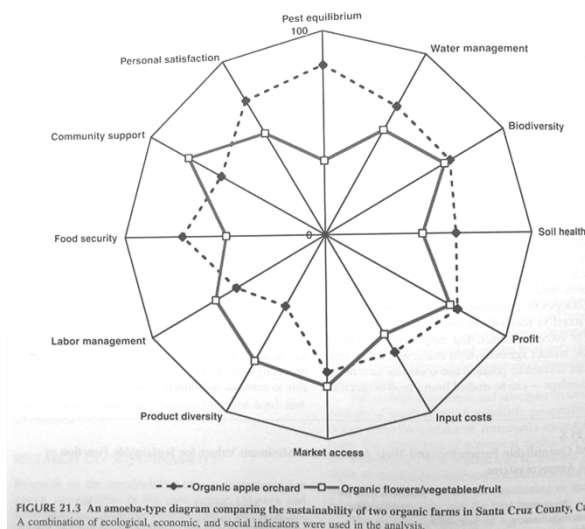 Pest equilibrium
100
Water management
Personal satisfaction
Biodiversity
Community support
Food security
0
Soil health
Labor management
Profit
Product diversity
Input costs
Market access
Organic apple orchard
Organic flowers/vegetables/fruit
FIGURE 21.3 An amoeba-type diagram comparing the sustainability of two organic farms in Santa Cruz County,
A combination of ecological, economic, and social indicators were used in the analysis.